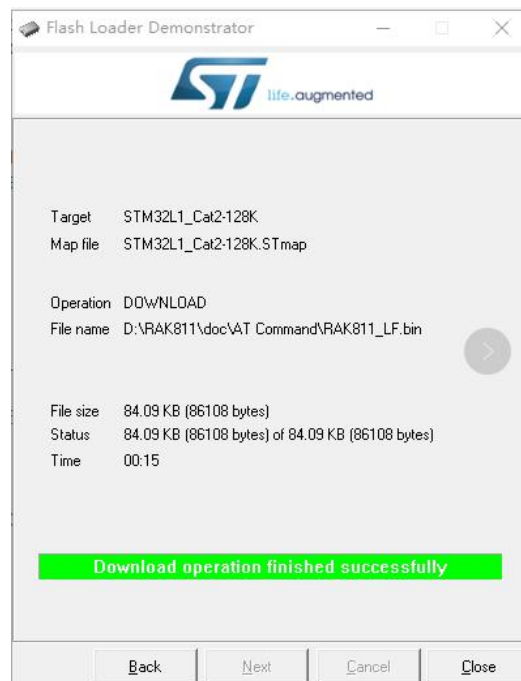 Flash Loader Demonstrator
ST life.augmented
Target STM32L1_Cat2-128K
Map file STM32L1_Cat2-128K.STmap
Operation DOWNLOAD
File name D:\RAK811\doc\AT Command\RAK811_LF.bin
File size 84.09 KB (86108 bytes)
Status 84.09 KB (86108 bytes) of 84.09 KB (86108 bytes)
Time 00:15
Download operation finished successfully
Back Next Cancel Close